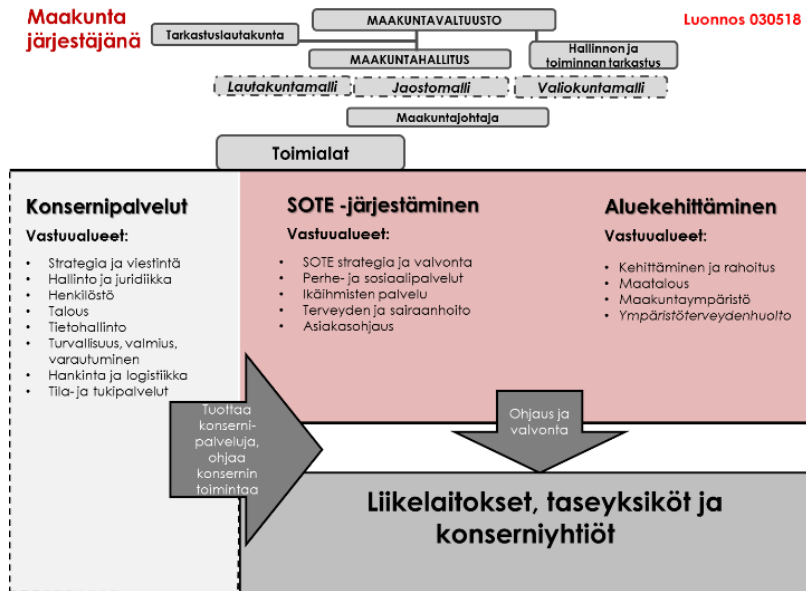 Maakunta
järjestäjänä
MAAKUNTAVALTUUSTO
Luonnos 030518
Tarkastuslautakunta
MAAKUNTAHALLITUS
Hallinnon ja
toiminnan tarkastus
Lautakuntamalli
Jaostomalli
Valiokuntamalli
Maakuntajohtaja
Toimialat
Konsernipalvelut
Vastuualueet:
• Strategia ja viestintä
• Hallinto ja juridiikka
• Henkilöstö
• Talous
• Tietohallinto
• Turvallisuus, valmius,
varautuminen
• Hankinta ja logistiikka
• Tila- ja tukipalvelut
SOTE -järjestäminen
Vastuualueet:
• SOTE strategia ja valvonta
• Perhe- ja sosiaalipalvelut
• Ikäihmisten palvelu
• Terveyden ja sairaanhoito
• Asiakasohjaus
Aluekehittäminen
Vastuualueet:
• Kehittäminen ja rahoitus
• Maatalous
• Maakuntaympäristö
• Ympäristöterveydenhuolto
Tuottaa
konserni-
palveluja,
ohjaa
konsernin
toimintaa
Ohjaus ja
valvonta
Liikelaitokset, taseyksiköt ja
konserniyhtiöt